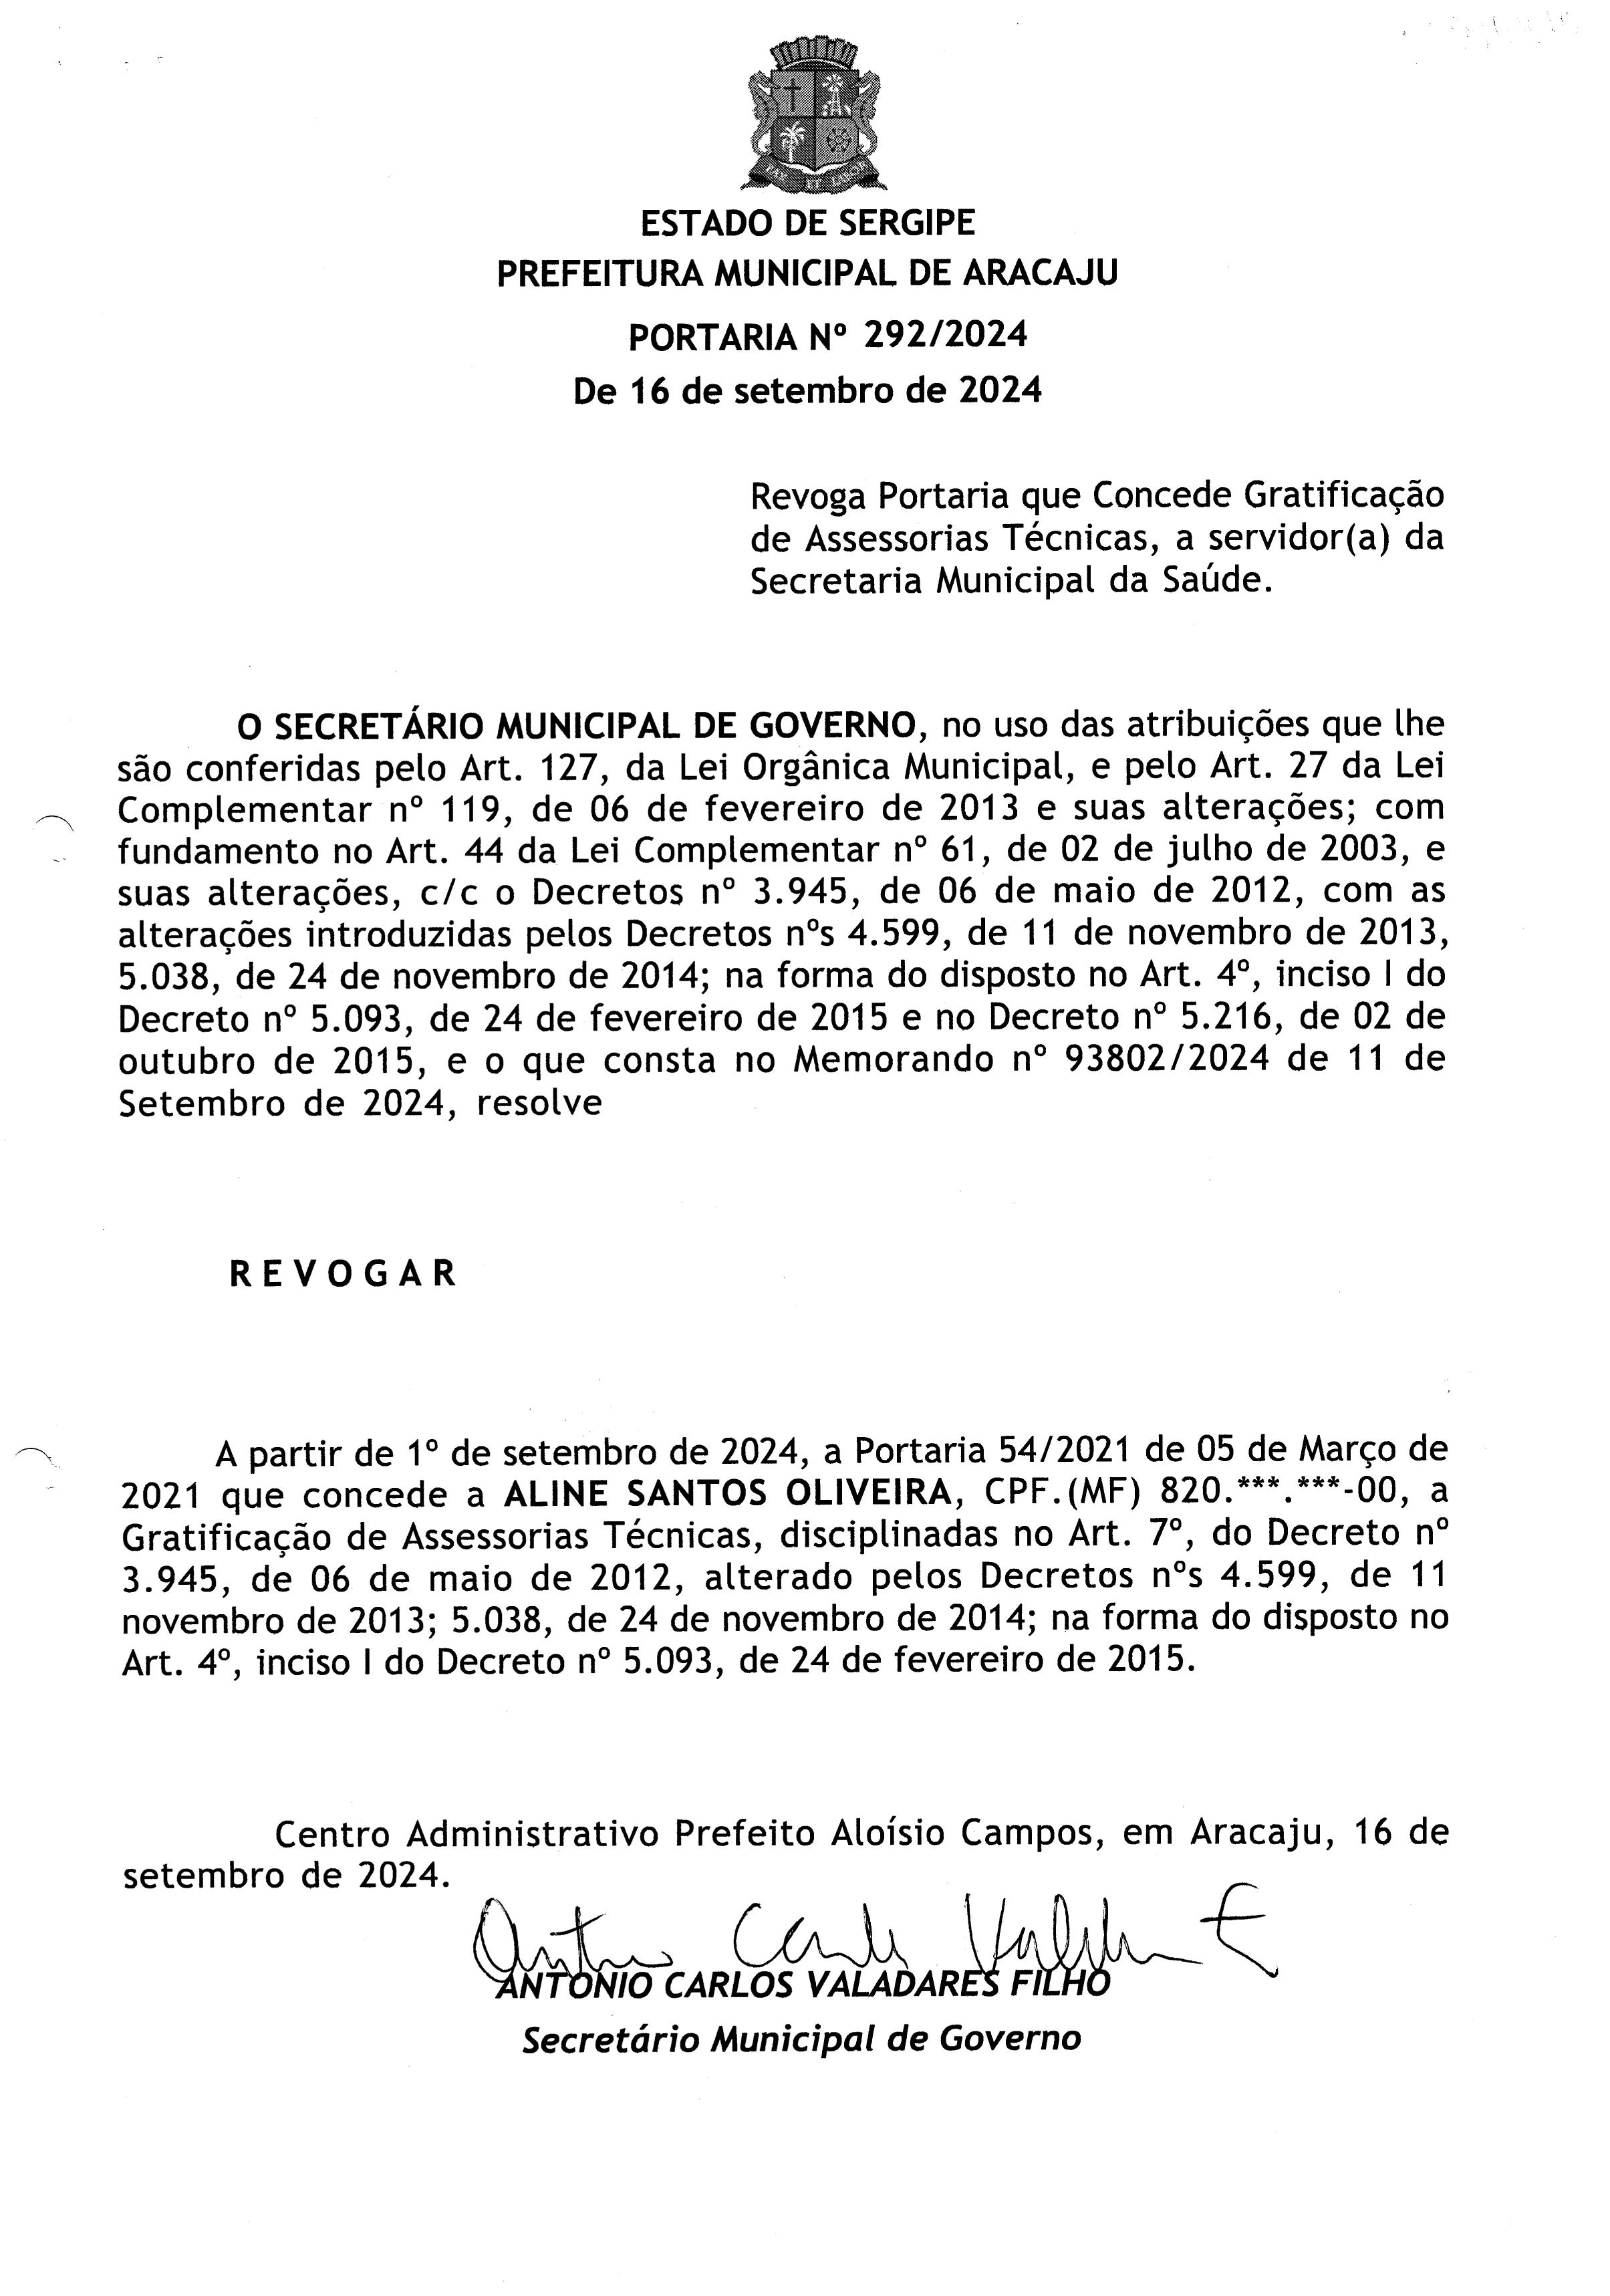 PAX ET LABOR
ESTADO DE SERGIPE
PREFEITURA MUNICIPAL DE ARACAJU
PORTARIA Nº 292/2024
De 16 de setembro de 2024
Revoga Portaria que Concede Gratificação
de Assessorias Técnicas, a servidor(a) da
Secretaria Municipal da Saúde.
O SECRETÁRIO MUNICIPAL DE GOVERNO, no uso das atribuições que lhe
são conferidas pelo Art. 127, da Lei Orgânica Municipal, e pelo Art. 27 da Lei
Complementar nº 119, de 06 de fevereiro de 2013 e suas alterações; com
fundamento no Art. 44 da Lei Complementar nº 61, de 02 de julho de 2003, e
suas alterações, c/c o Decretos nº 3.945, de 06 de maio de 2012, com as
alterações introduzidas pelos Decretos nºs 4.599, de 11 de novembro de 2013,
5.038, de 24 de novembro de 2014; na forma do disposto no Art. 4º, inciso I do
Decreto nº 5.093, de 24 de fevereiro de 2015 e no Decreto nº 5.216, de 02 de
outubro de 2015, e o que consta no Memorando nº 93802/2024 de 11 de
Setembro de 2024, resolve
R E V O G A R
A partir de 1º de setembro de 2024, a Portaria 54/2021 de 05 de Março de
2021 que concede a ALINE SANTOS OLIVEIRA, CPF.(MF) 820.***.***-00, a
Gratificação de Assessorias Técnicas, disciplinadas no Art. 7º, do Decreto nº
3.945, de 06 de maio de 2012, alterado pelos Decretos nºs 4.599, de 11
novembro de 2013; 5.038, de 24 de novembro de 2014; na forma do disposto no
Art. 4º, inciso I do Decreto nº 5.093, de 24 de fevereiro de 2015.
Centro Administrativo Prefeito Aloísio Campos, em Aracaju, 16 de
setembro de 2024.
ANTONIO CARLOS VALADARES FILHO
Secretário Municipal de Governo